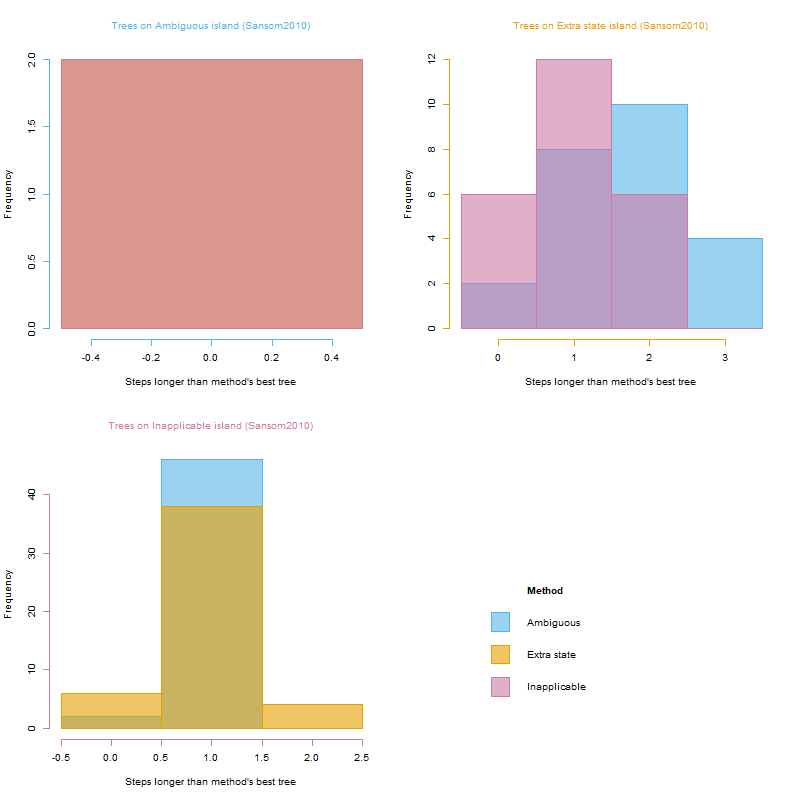 Trees on Ambiguous island (Sansom2010)
Frequency
0.0 0.5 1.0 1.5 2.0
-0.4 -0.2 0.0 0.2 0.4
Steps longer than method's best tree
Trees on Extra state island (Sansom2010)
Frequency
0 2 4 6 8 10 12
0 1 2 3
Steps longer than method's best tree
Trees on Inapplicable island (Sansom2010)
Frequency
0 10 20 30 40
-0.5 0.0 0.5 1.0 1.5 2.0 2.5
Steps longer than method's best tree
Method
Ambiguous
Extra state
Inapplicable